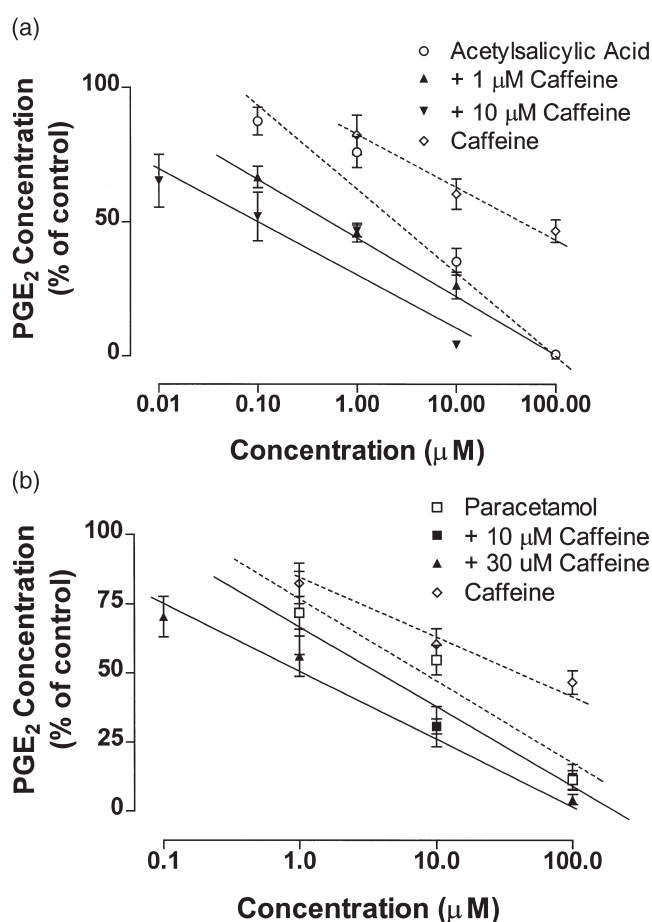 (a)
Acetylsalicylic Acid
+ 1 μM Caffeine
+ 10 μM Caffeine
Caffeine
PGE2 Concentration
(% of control)
100
50
0
0.01 0.10 1.00 10.00 100.00
Concentration (μM)
(b)
Paracetamol
+ 10 μM Caffeine
+ 30 uM Caffeine
Caffeine
PGE2 Concentration
(% of control)
100
75
50
25
0
0.1 1.0 10.0 100.0
Concentration (μM)